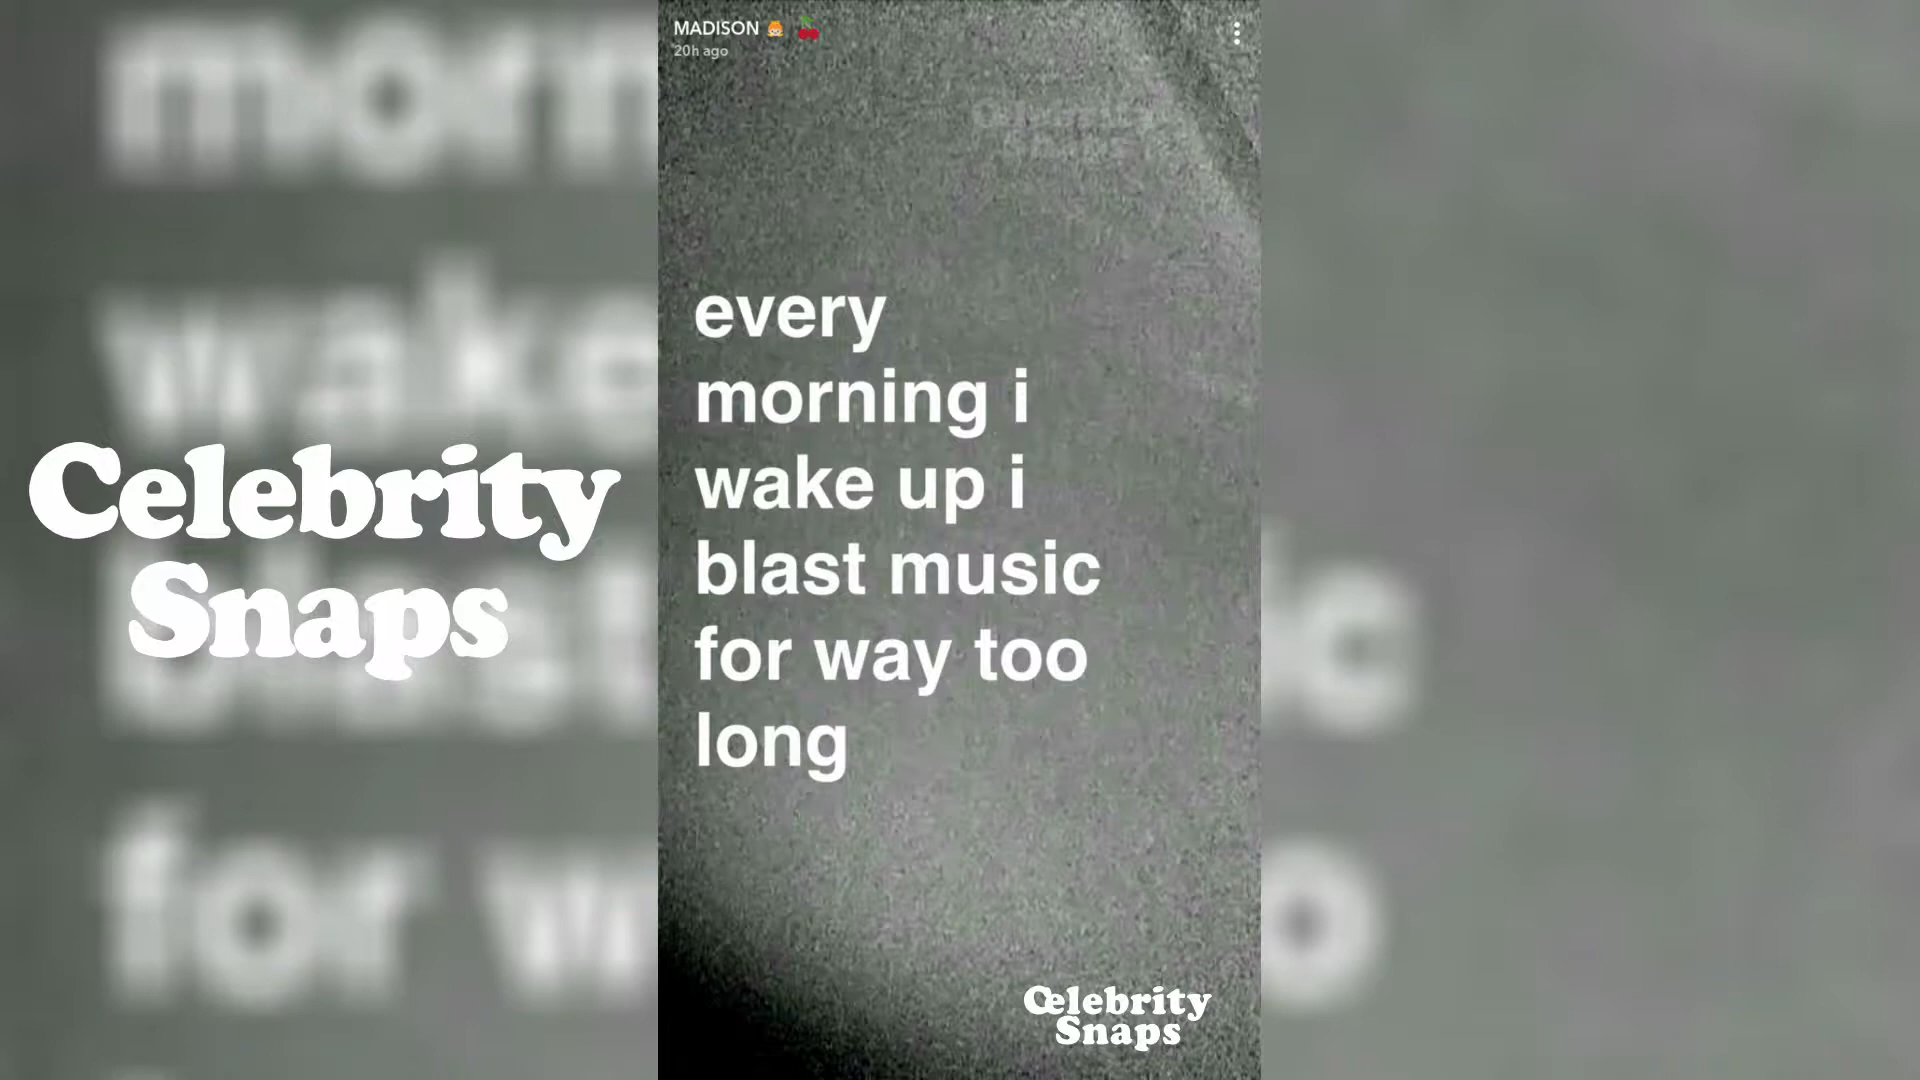 MADISON
20h ago
every
morning i
wake up i
blast music
for way too
long
Celebrity
Snaps
Celebrity
Snaps